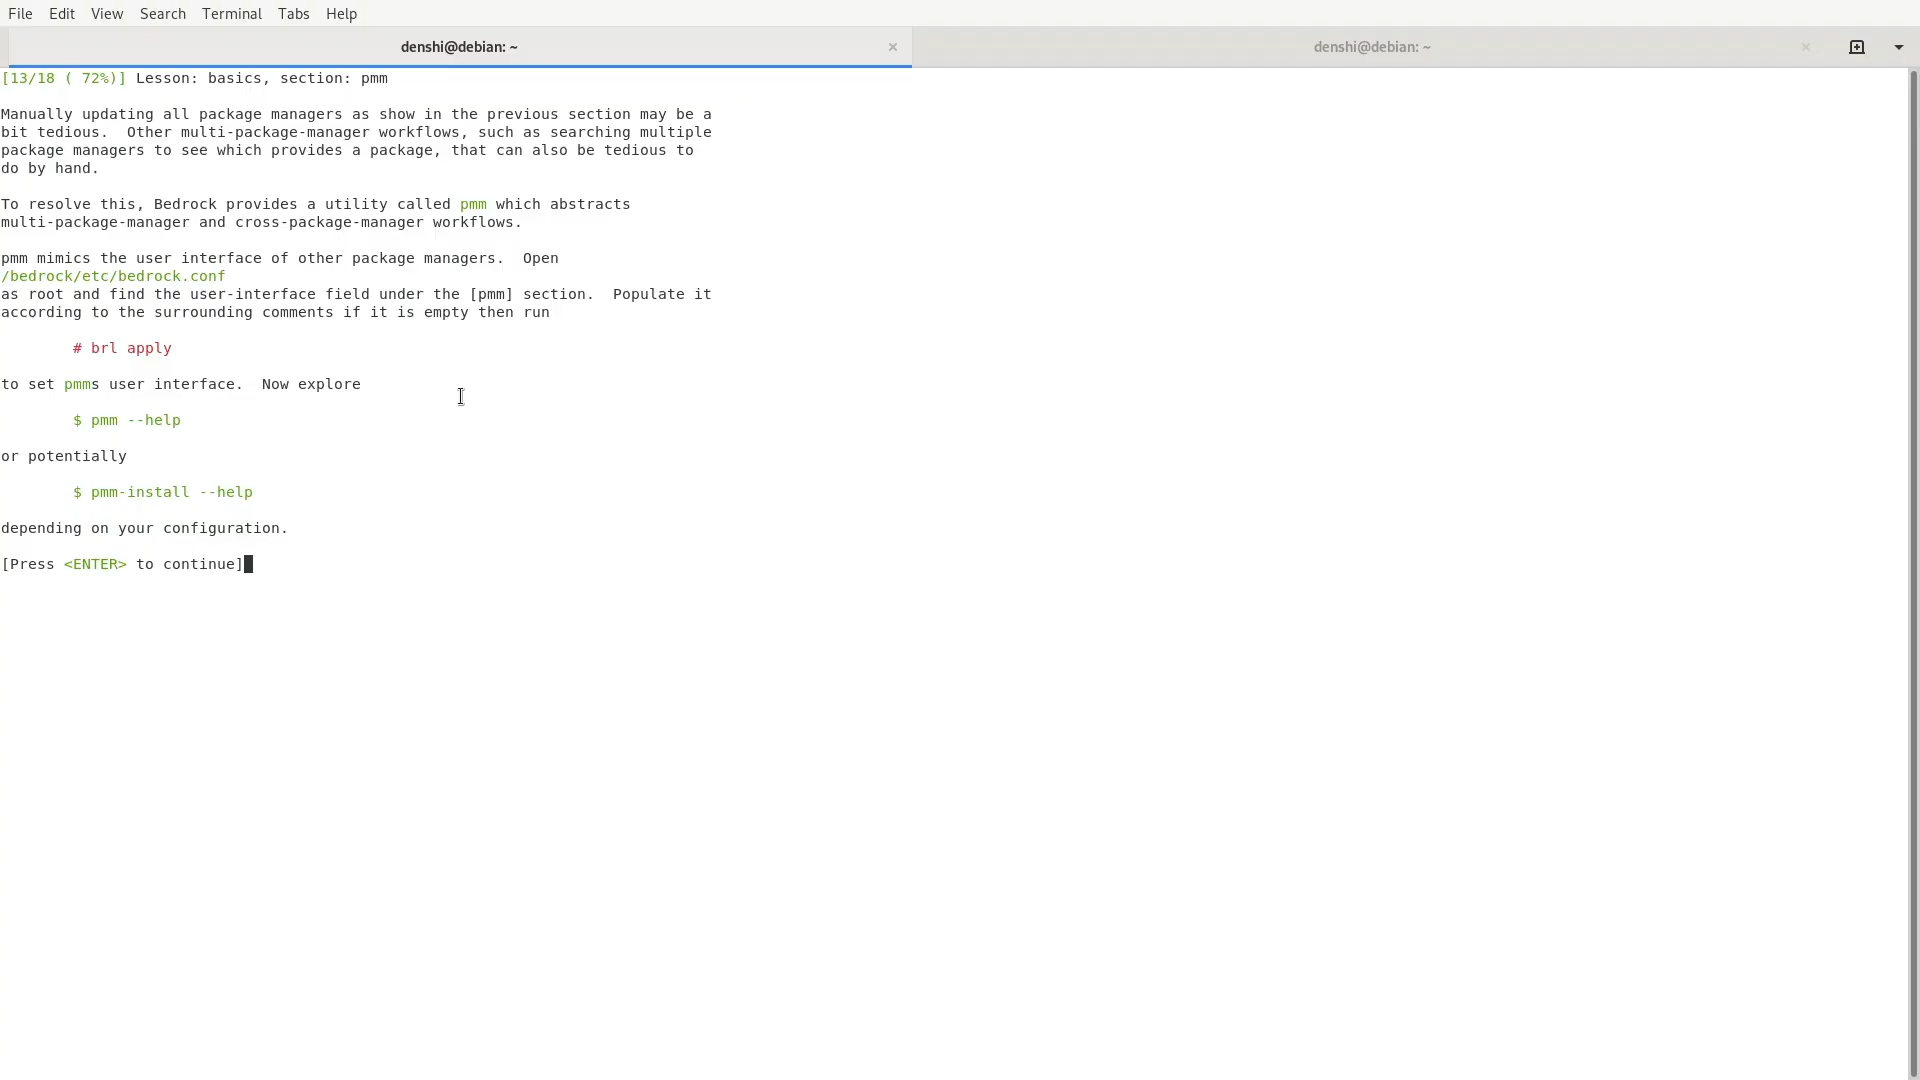 File Edit View Search Terminal Tabs Help
denshi@debian: ~ × denshi@debian: ~ ×
[13/18 ( 72%)] Lesson: basics, section: pmm
Manually updating all package managers as show in the previous section may be a
bit tedious.  Other multi-package-manager workflows, such as searching multiple
package managers to see which provides a package, that can also be tedious to
do by hand.
To resolve this, Bedrock provides a utility called pmm which abstracts
multi-package-manager and cross-package-manager workflows.
pmm mimics the user interface of other package managers.  Open
/bedrock/etc/bedrock.conf
as root and find the user-interface field under the [pmm] section.  Populate it
according to the surrounding comments if it is empty then run
# brl apply
to set pmms user interface.  Now explore
$ pmm --help
or potentially
$ pmm-install --help
depending on your configuration.
[Press <ENTER> to continue]